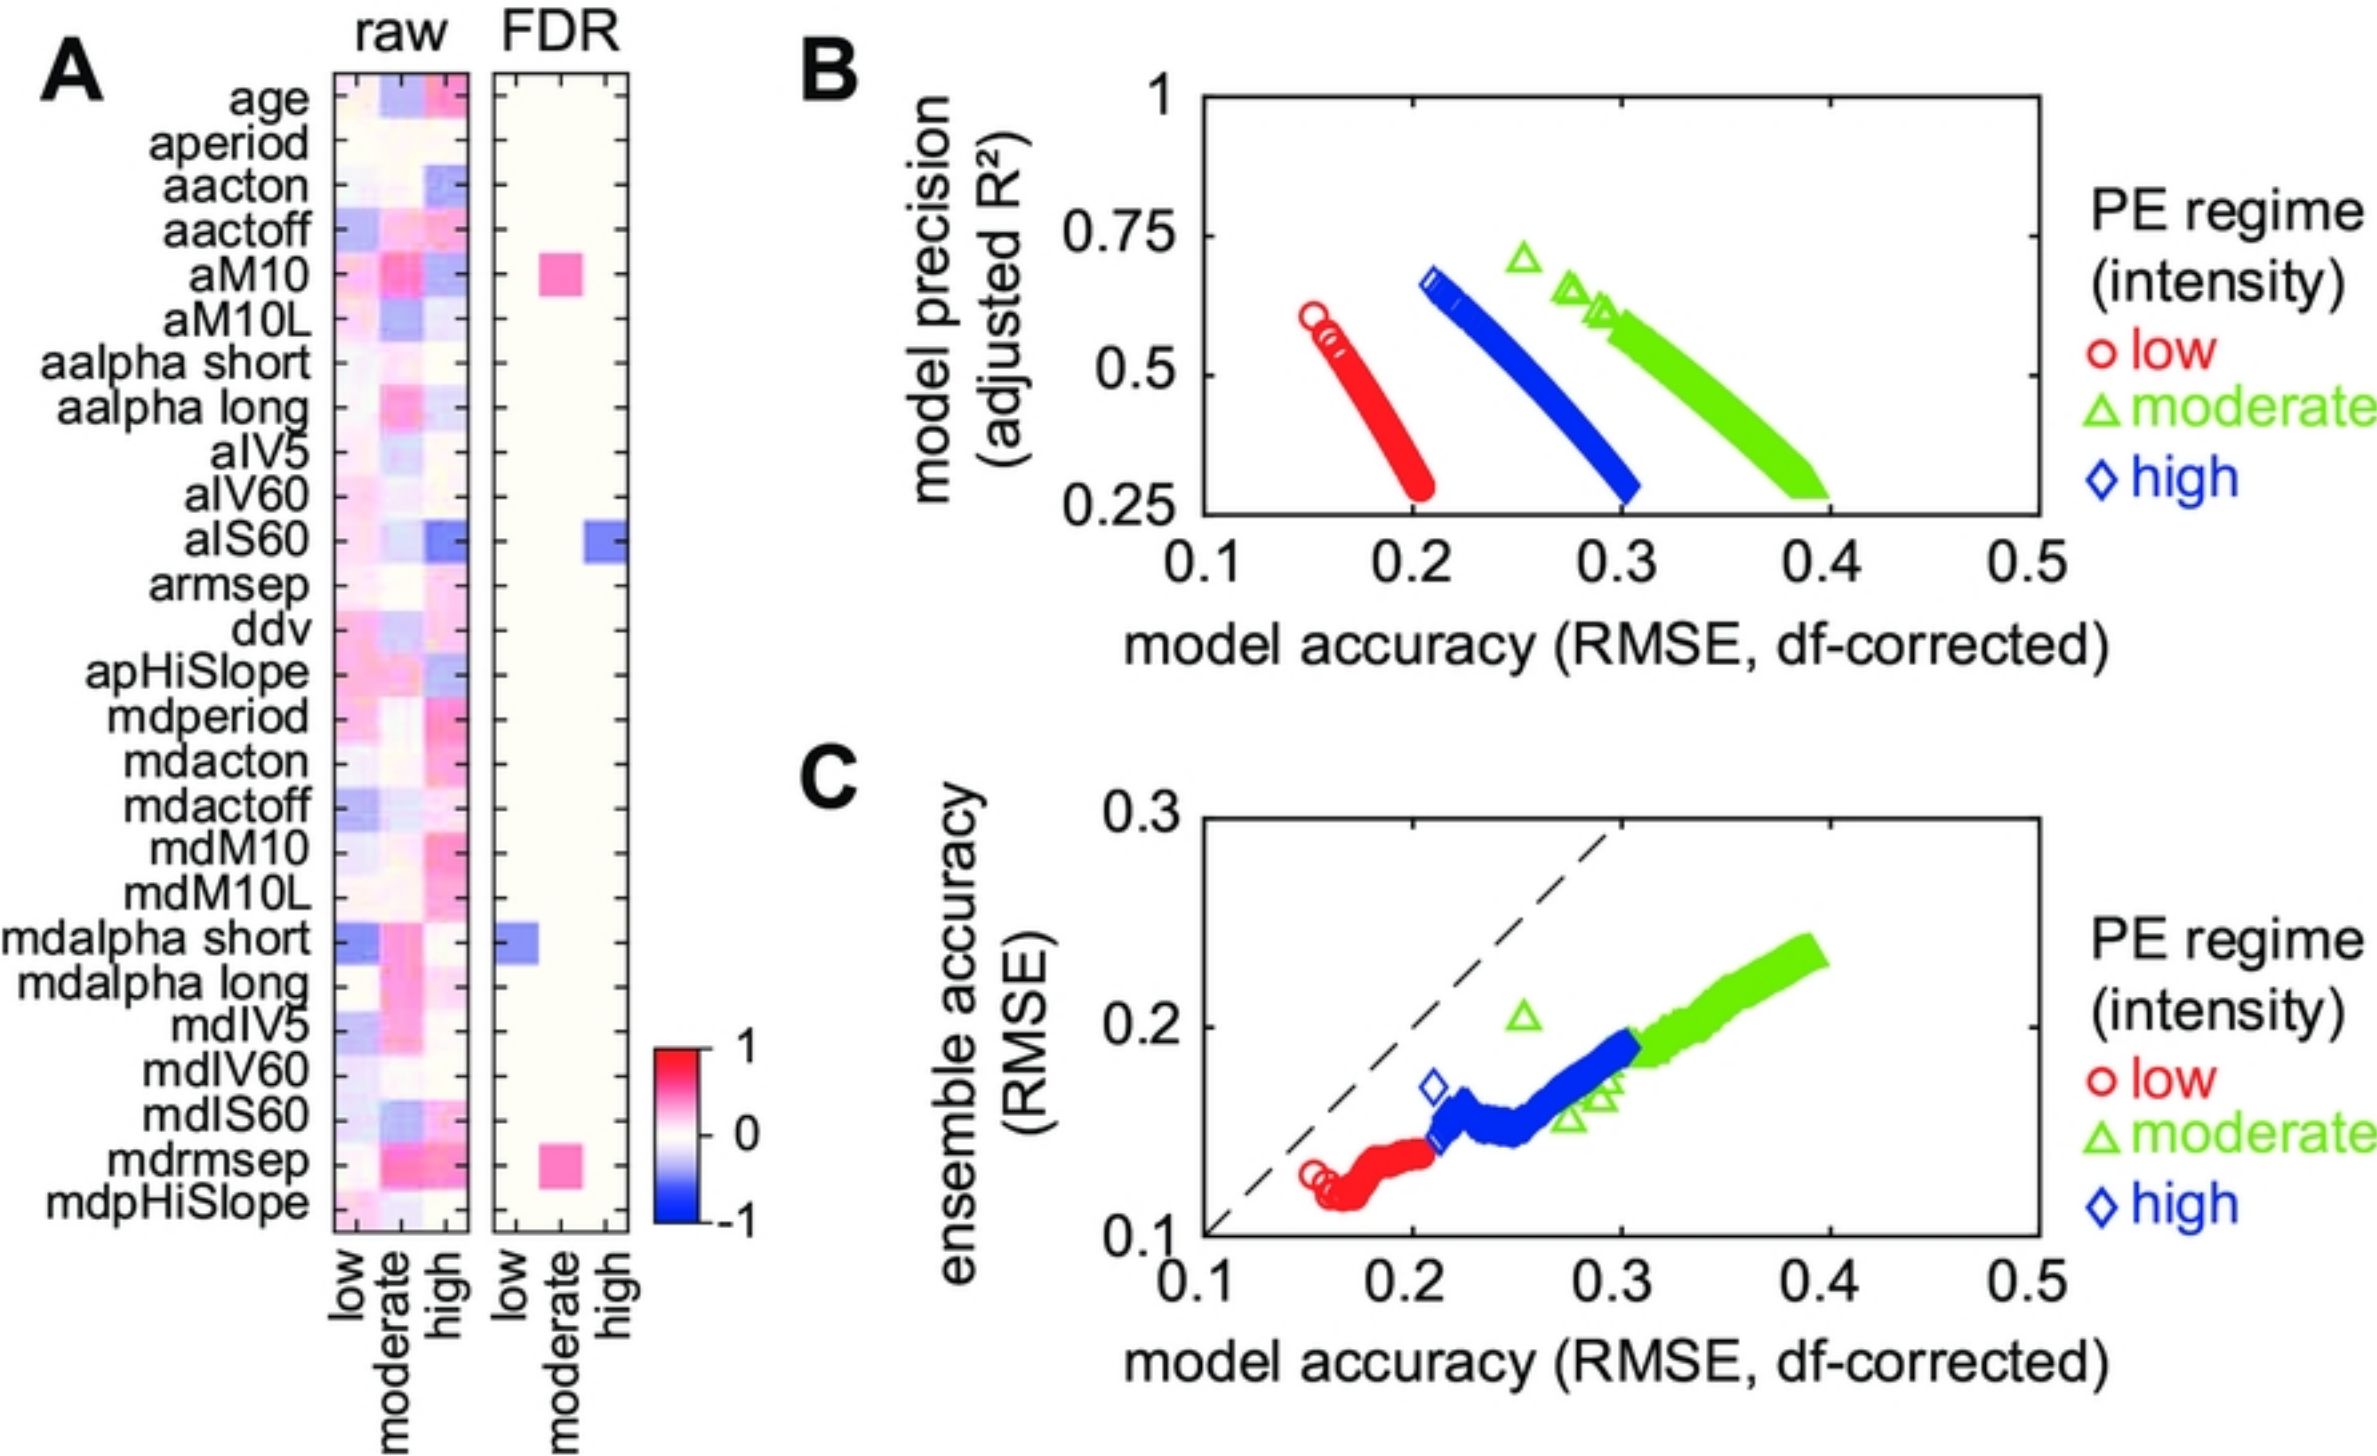 A
raw FDR
age
aperiod
aacton
aactoff
aM10
aM10L
aalpha short
aalpha long
aIV5
aIV60
aIS60
armsep
ddv
apHiSlope
mdperiod
mdacton
mdactoff
mdM10
mdM10L
mdalpha short
mdalpha long
mdIV5
mdIV60
mdIS60
mdrmsep
mdpHiSlope
low moderate high low moderate high
1
0
-1
B
model precision
(adjusted R²)
1
0.75
0.5
0.25
0.1 0.2 0.3 0.4 0.5
model accuracy (RMSE, df-corrected)
PE regime
(intensity)
low
moderate
high
C
ensemble accuracy
(RMSE)
0.3
0.2
0.1
0.1 0.2 0.3 0.4 0.5
model accuracy (RMSE, df-corrected)
PE regime
(intensity)
low
moderate
high